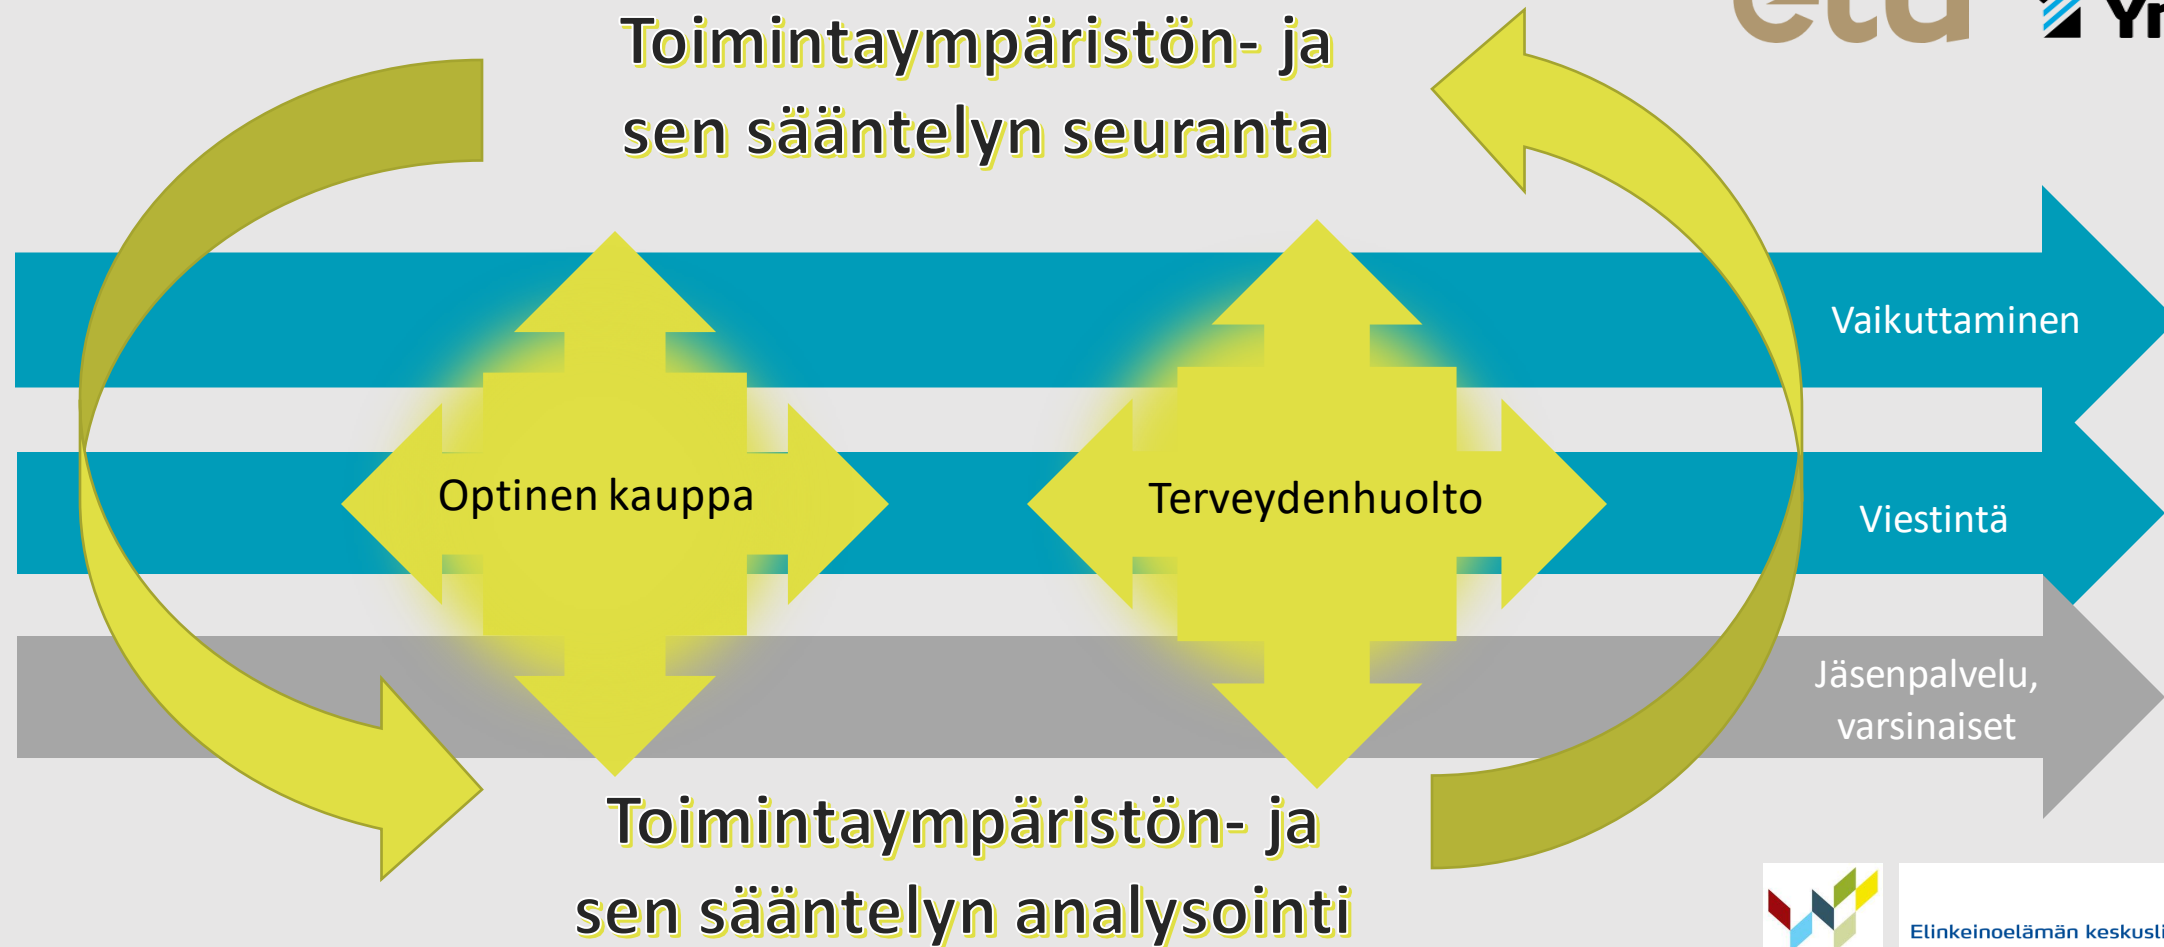 Toimintaympäristön- ja
sen sääntelyn seuranta
Vaikuttaminen
Optinen kauppa
Terveydenhuolto
Viestintä
Jäsenpalvelu,
varsinaiset
Toimintaympäristön- ja
sen sääntelyn analysointi